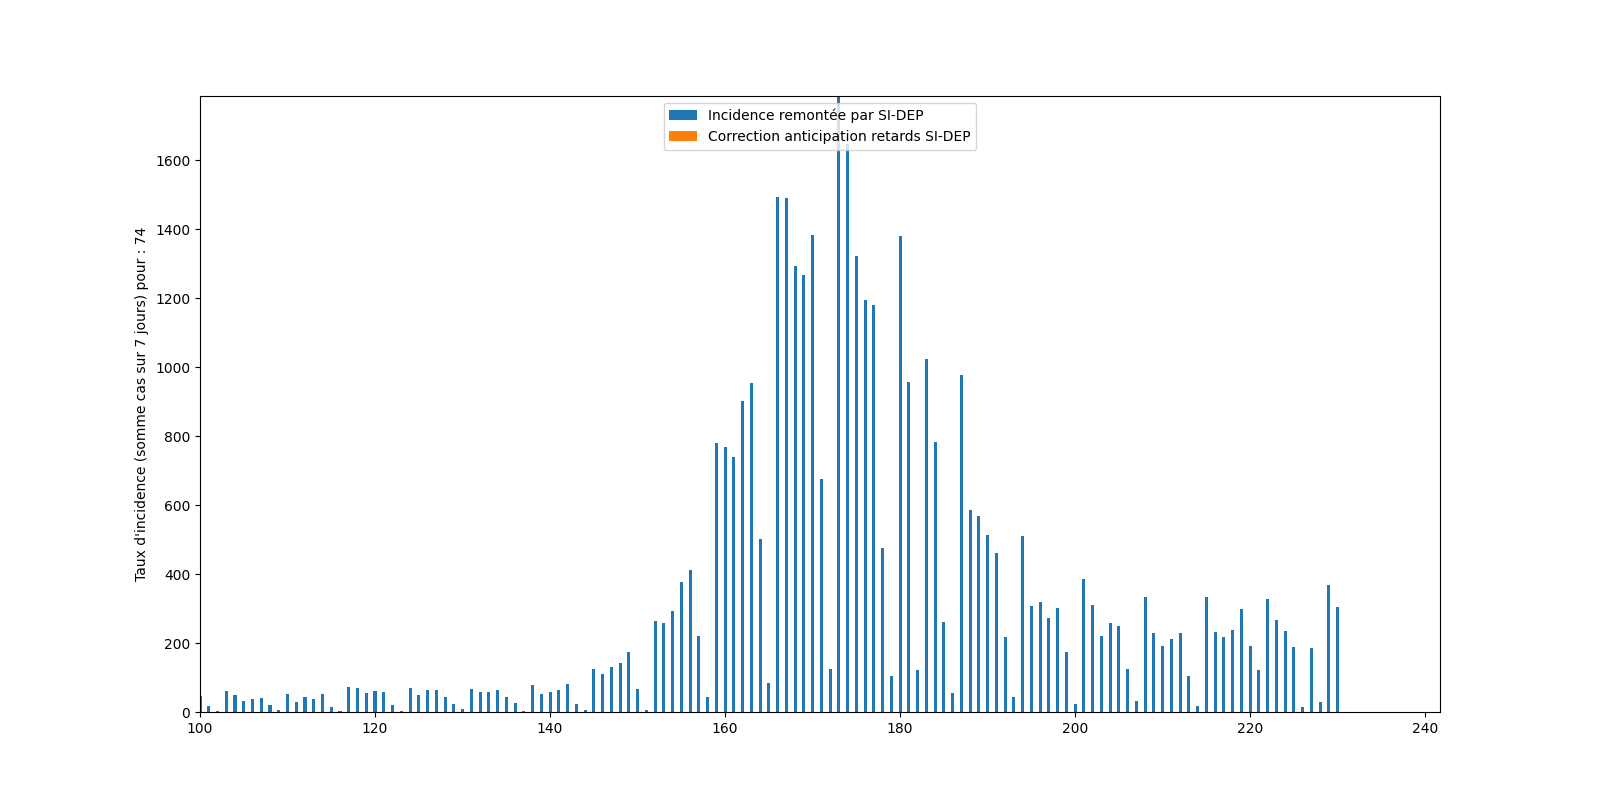 Incidence remontée par SI-DEP
Correction anticipation retards SI-DEP
Taux d'incidence (somme cas sur 7 jours) pour : 74
1600
1400
1200
1000
800
600
400
200
0
100 120 140 160 180 200 220 240